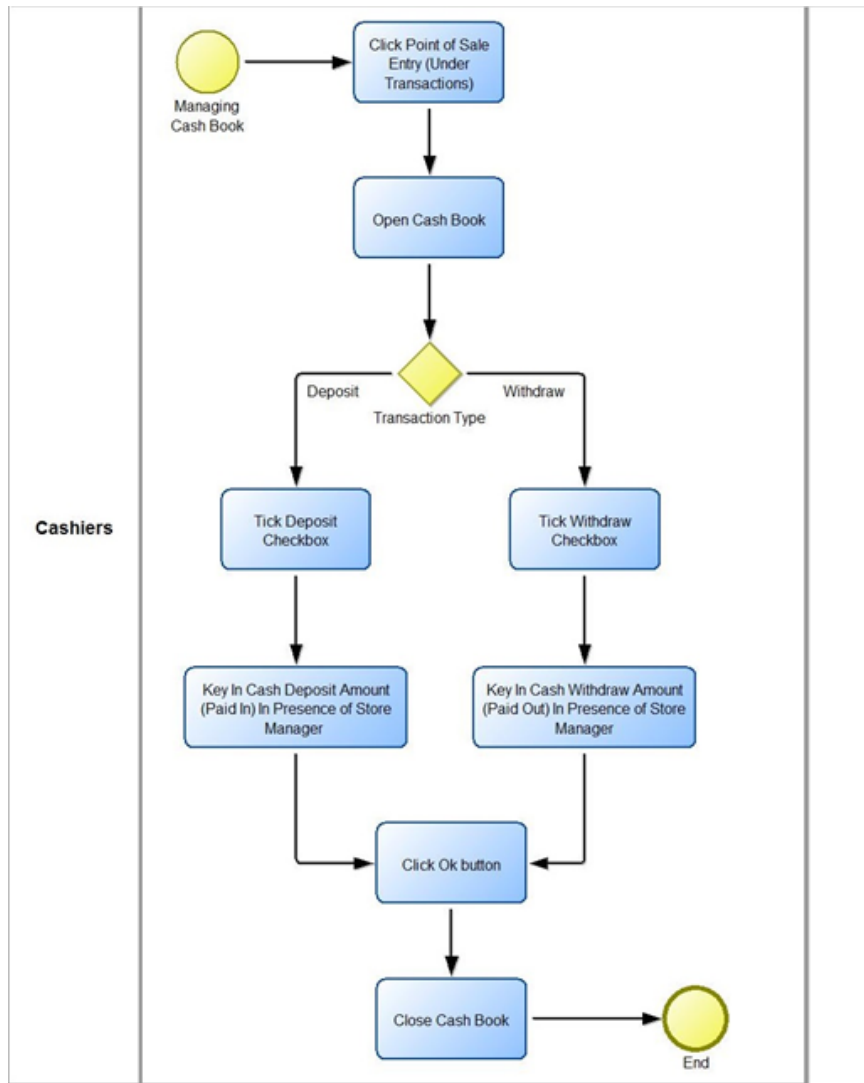 Click Point of Sale
Entry (Under
Transactions)
Managing
Cash Book
Open Cash Book
Deposit
Withdraw
Transaction Type
Cashiers
Tick Deposit
Checkbox
Tick Withdraw
Checkbox
Key In Cash Deposit Amount
(Paid In) In Presence of Store
Manager
Key In Cash Withdraw Amount
(Paid Out) In Presence of Store
Manager
Click Ok button
Close Cash Book
End